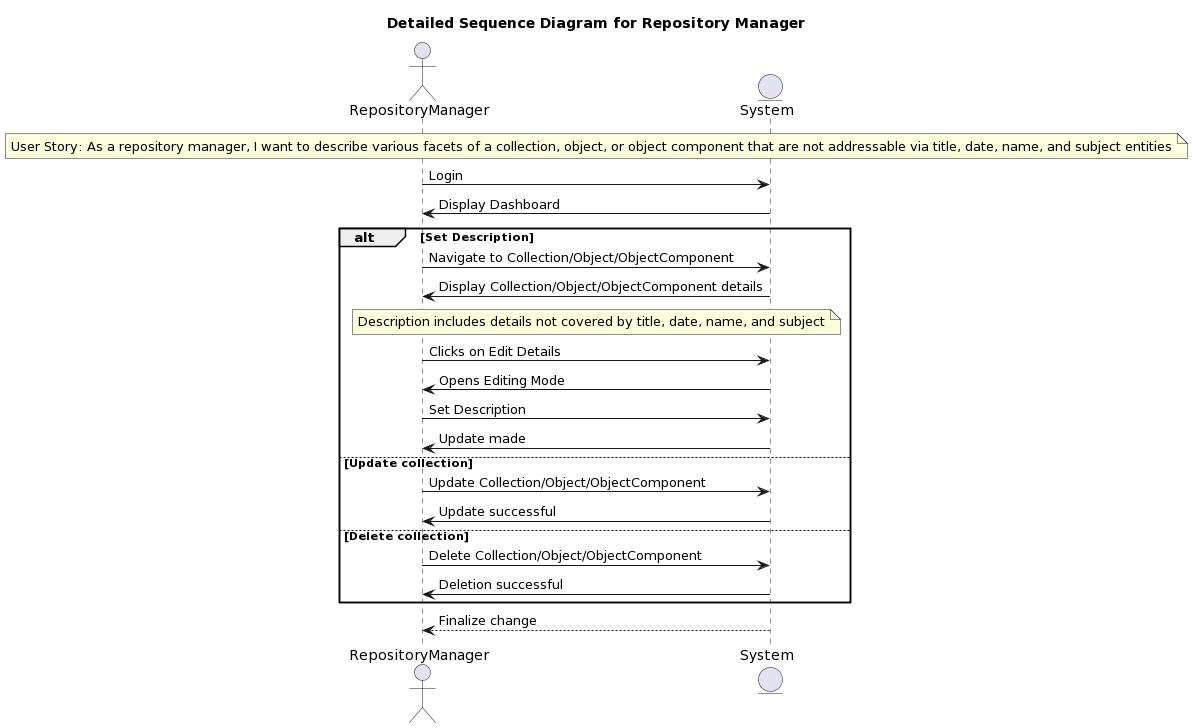 Detailed Sequence Diagram for Repository Manager
RepositoryManager
System
User Story: As a repository manager, I want to describe various facets of a collection, object, or object component that are not addressable via title, date, name, and subject entities
Login
Display Dashboard
alt
[Set Description]
Navigate to Collection/Object/ObjectComponent
Display Collection/Object/ObjectComponent details
Description includes details not covered by title, date, name, and subject
Clicks on Edit Details
Opens Editing Mode
Set Description
Update made
[Update collection]
Update Collection/Object/ObjectComponent
Update successful
[Delete collection]
Delete Collection/Object/ObjectComponent
Deletion successful
Finalize change
RepositoryManager
System